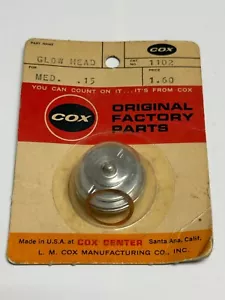 PART NAME
COX
GLOW HEAD
CAT NO
1102
FOR
MED. .15
PRICE
1.60
YOU CAN COUNT ON IT...IT'S FROM COX
COX
ORIGINAL
FACTORY
PARTS
Made in U.S.A. at COX CENTER Santa Ana, Calif.
L. M. COX MANUFACTURING CO., INC.